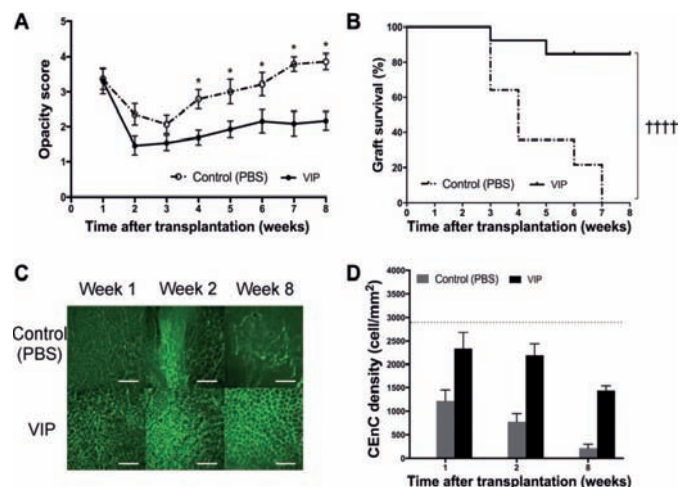 A
Opacity score
5
4
3
2
1
0
* * * * *
Control (PBS) VIP
0 1 2 3 4 5 6 7 8
Time after transplantation (weeks)
B
Graft survival (%)
100
80
60
40
20
0
††††
Control (PBS) VIP
0 1 2 3 4 5 6 7 8
Time after transplantation (weeks)
C
Week 1 Week 2 Week 8
Control
(PBS)
VIP
D
CEnC density (cell/mm²)
4000
3500
3000
2500
2000
1500
1000
500
0
Control (PBS) VIP
1 2 8
Time after transplantation (weeks)